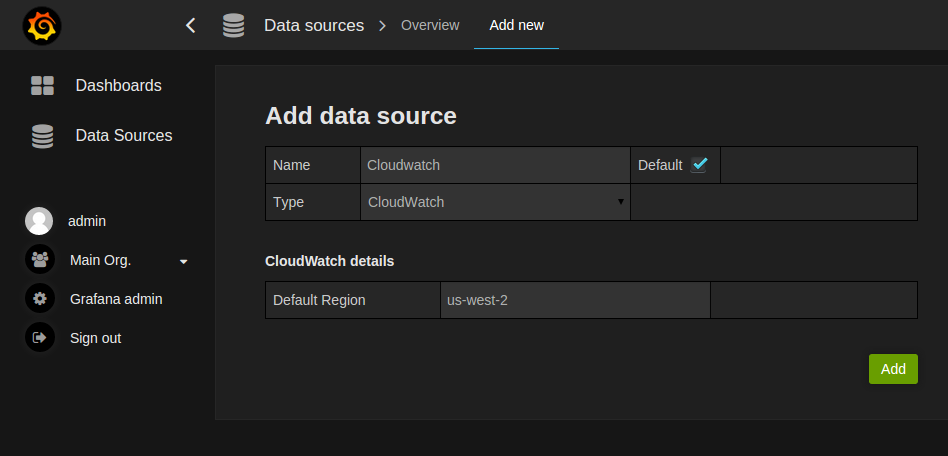 Data sources > Overview Add new
Dashboards
Data Sources
admin
Main Org.
Grafana admin
Sign out
Add data source
Name Cloudwatch Default
Type CloudWatch
CloudWatch details
Default Region us-west-2
Add